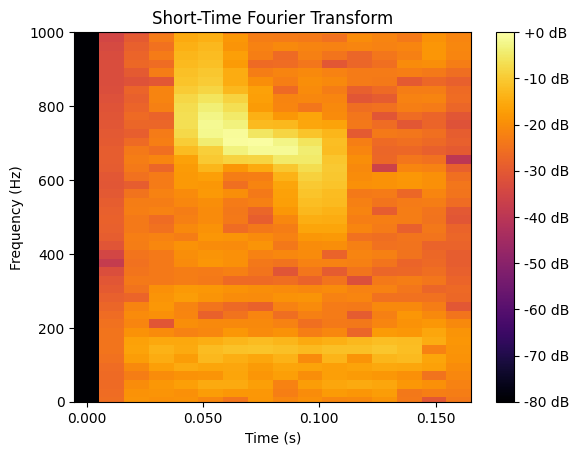 Short-Time Fourier Transform
Frequency (Hz)
1000
800
600
400
200
0
0.000
0.050
0.100
0.150
Time (s)
+0 dB
-10 dB
-20 dB
-30 dB
-40 dB
-50 dB
-60 dB
-70 dB
-80 dB